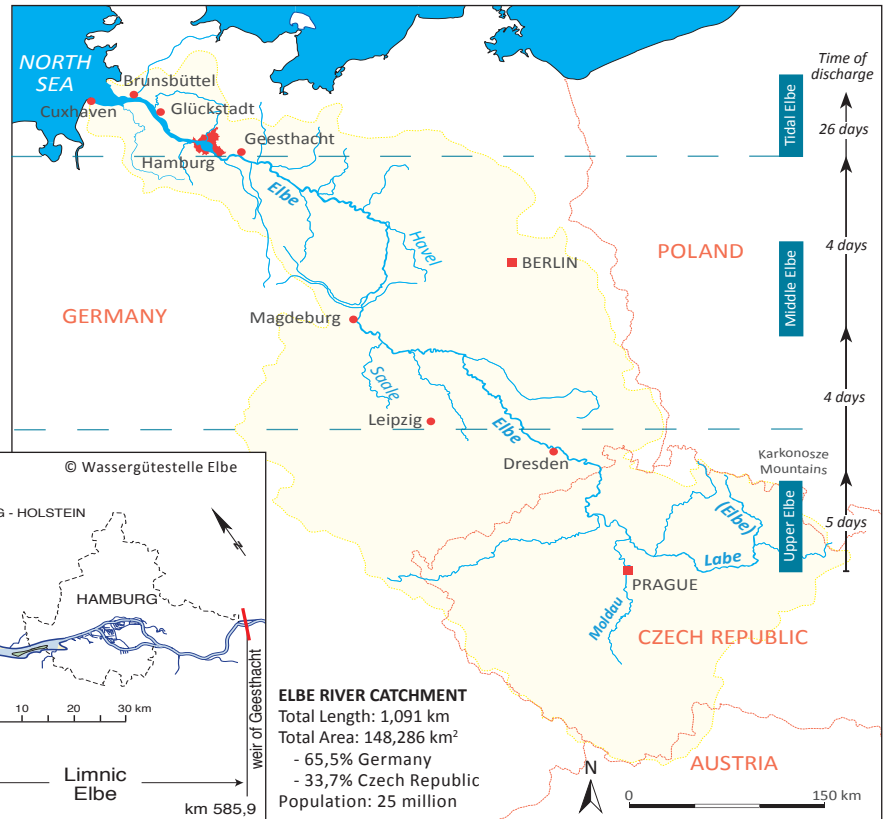 NORTH
SEA
Brunsbüttel
Cuxhaven
Glückstadt
Geesthacht
Hamburg
Elbe
Havel
BERLIN
POLAND
GERMANY
Magdeburg
Saale
Leipzig
Elbe
Dresden
Karkonosze
Mountains
(Elbe)
Labe
PRAGUE
Moldau
CZECH REPUBLIC
AUSTRIA
Time of
discharge
Tidal Elbe
26 days
4 days
Middle Elbe
4 days
Upper Elbe
5 days
© Wassergütestelle Elbe
G - HOLSTEIN
N
HAMBURG
10 20 30 km
weir of Geesthacht
Limnic
Elbe
km 585,9
ELBE RIVER CATCHMENT
Total Length: 1,091 km
Total Area: 148,286 km²
- 65,5% Germany
- 33,7% Czech Republic
Population: 25 million
N
0 150 km